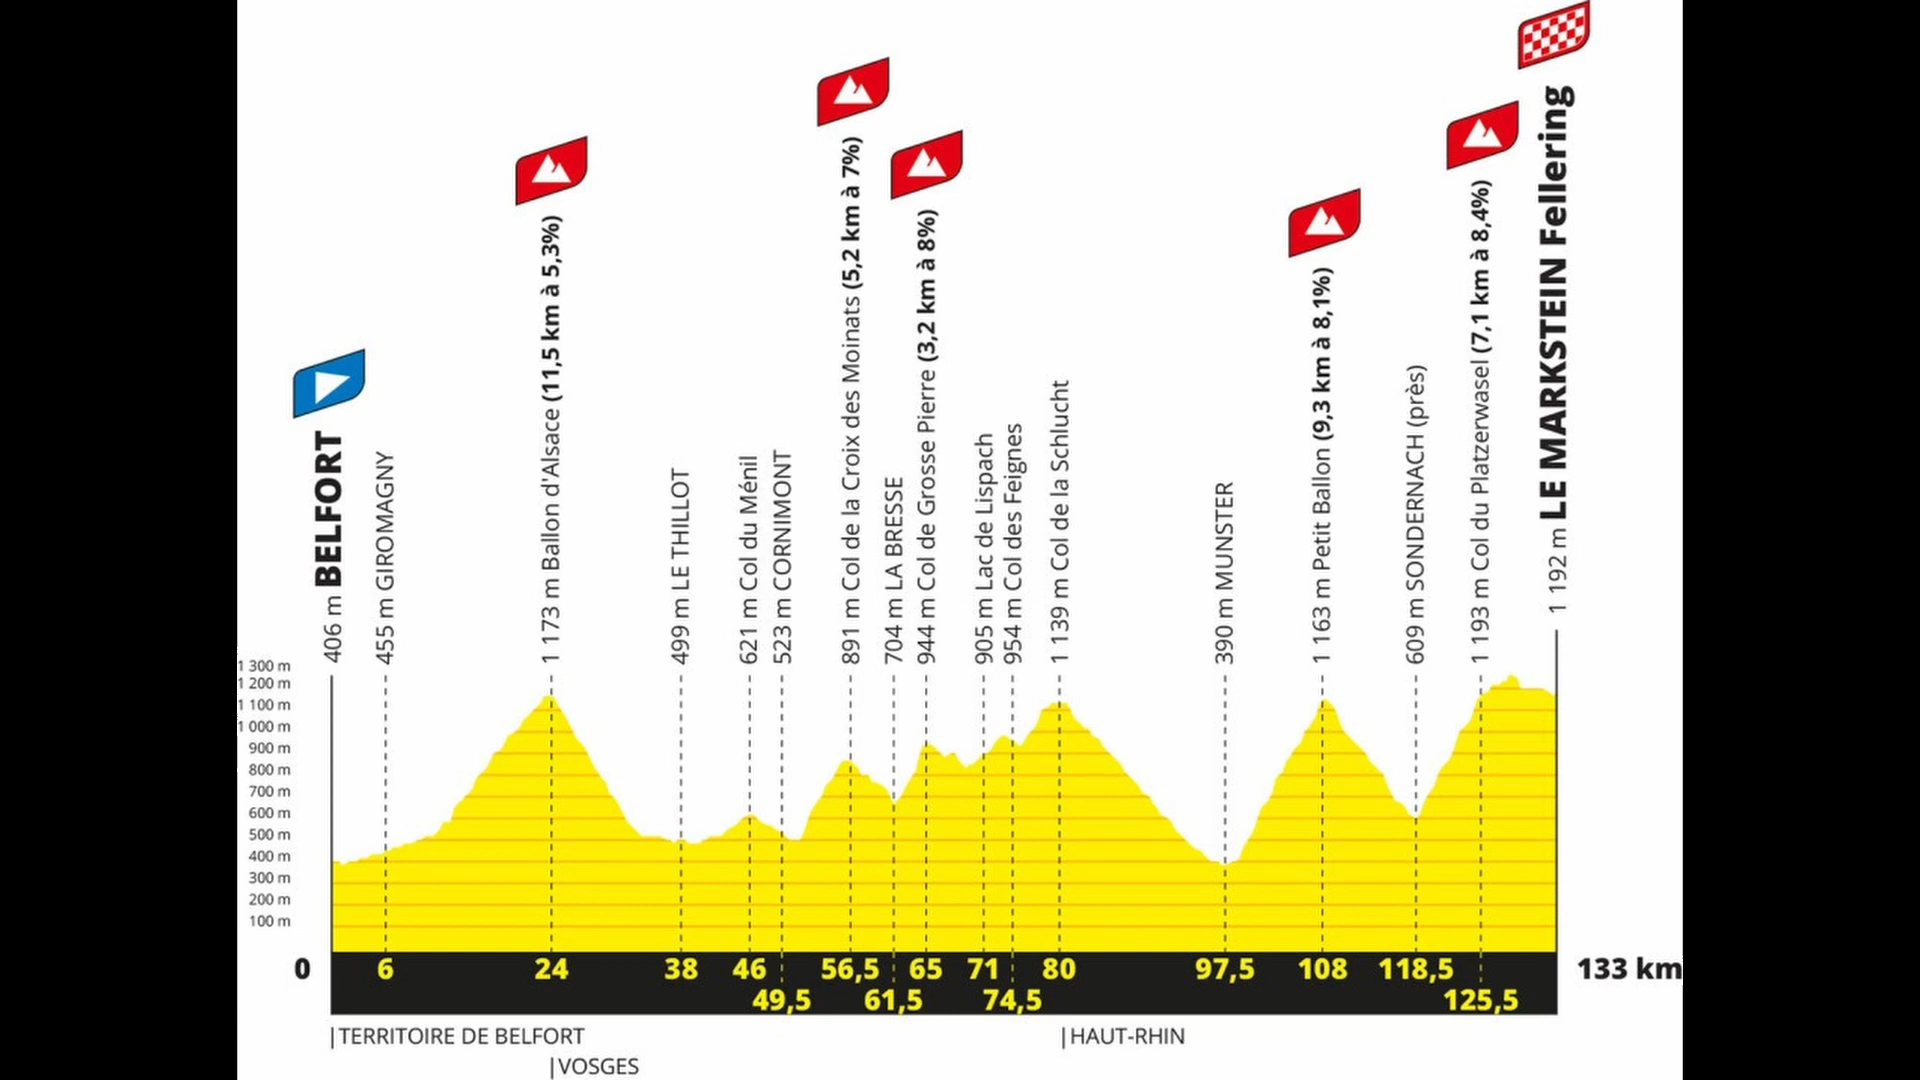 406 m BELFORT
455 m GIROMAGNY
1 173 m Ballon d'Alsace (11,5 km à 5,3%)
499 m LE THILLOT
621 m Col du Ménil
523 m CORNIMONT
891 m Col de la Croix des Moinats (5,2 km à 7%)
704 m LA BRESSE
944 m Col de Grosse Pierre (3,2 km à 8%)
905 m Lac de Lispach
954 m Col des Feignes
1 139 m Col de la Schlucht
390 m MUNSTER
1 163 m Petit Ballon (9,3 km à 8,1%)
609 m SONDERNACH (près)
1 193 m Col du Platzerwasel (7,1 km à 8,4%)
1 192 m LE MARKSTEIN Fellering
1 300 m
1 200 m
1 100 m
1 000 m
900 m
800 m
700 m
600 m
500 m
400 m
300 m
200 m
100 m
0 6 24 38 46 56,5 65 71 80 97,5 108 118,5 133 km
49,5 61,5 74,5 125,5
|TERRITOIRE DE BELFORT |HAUT-RHIN
|VOSGES